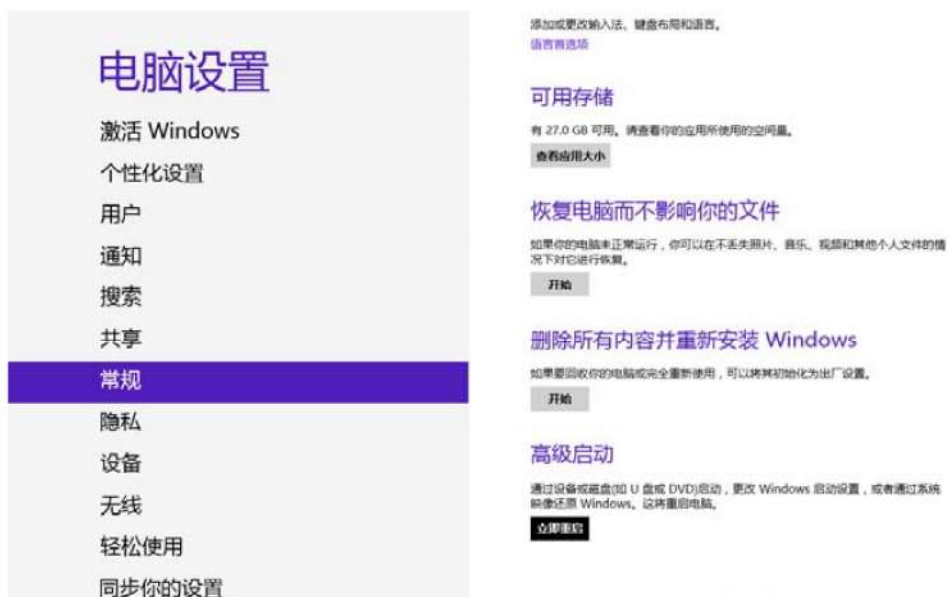 电脑设置
激活 Windows
个性化设置
用户
通知
搜索
共享
常规
隐私
设备
无线
轻松使用
同步你的设置
添加或更改输入法、键盘布局和语言。
语言首选项
可用存储
有 27.0 GB 可用。请查看你的应用所使用的空间量。
查看应用大小
恢复电脑而不影响你的文件
如果你的电脑未正常运行，你可以在不丢失照片、音乐、视频和其他个人文件的情
况下对它进行恢复。
开始
删除所有内容并重新安装 Windows
如果要回收你的电脑或完全重新使用，可以将其初始化为出厂设置。
开始
高级启动
通过设备或磁盘(如 U 盘或 DVD)启动，更改 Windows 启动设置，或者通过系统
映像还原 Windows。这将重启电脑。
立即重启